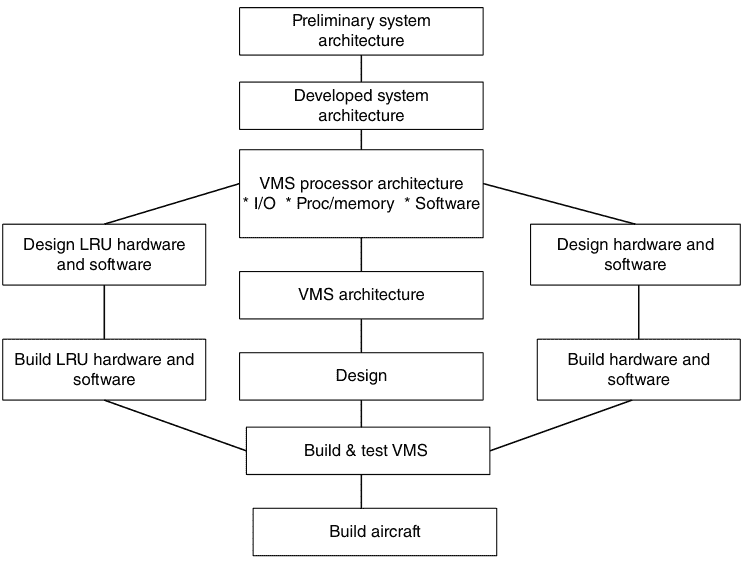 Preliminary system
architecture
Developed system
architecture
VMS processor architecture
* I/O * Proc/memory * Software
Design LRU hardware
and software
Design hardware and
software
VMS architecture
Build LRU hardware and
software
Build hardware and
software
Design
Build & test VMS
Build aircraft